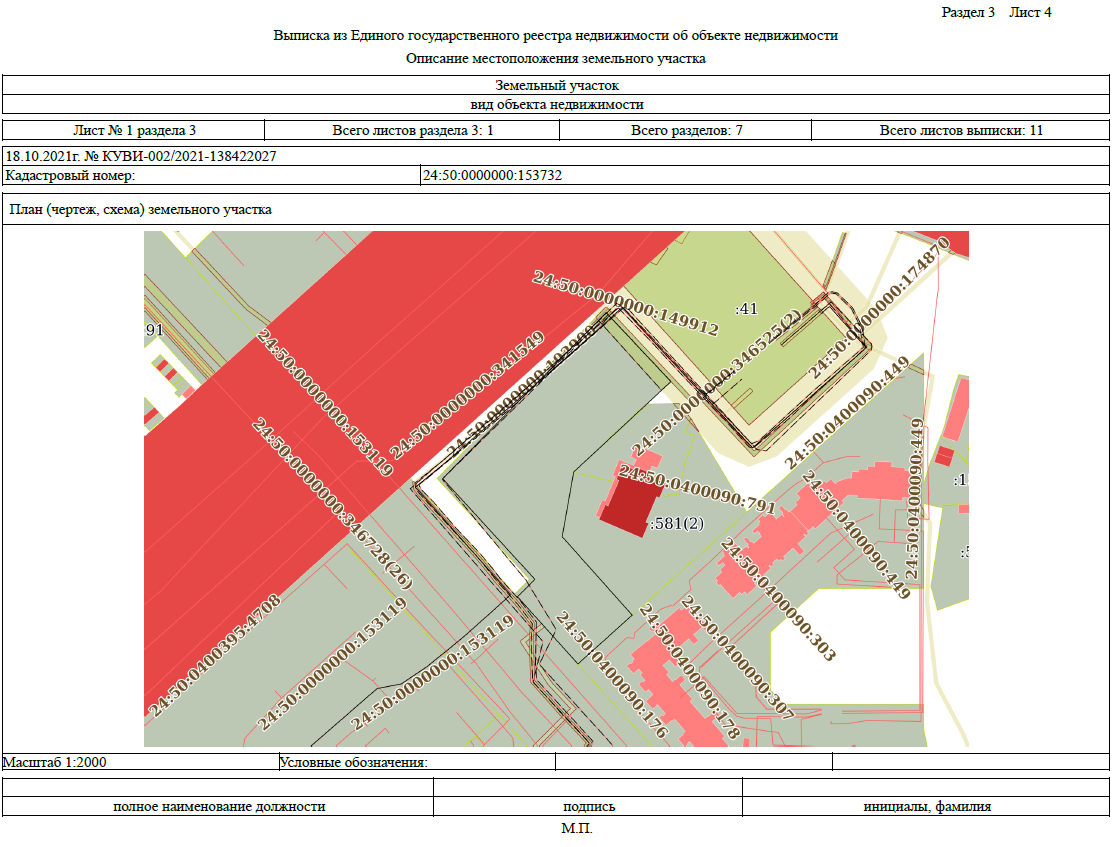 Раздел 3 Лист 4
Выписка из Единого государственного реестра недвижимости об объекте недвижимости
Описание местоположения земельного участка
Земельный участок
вид объекта недвижимости
Лист № 1 раздела 3
Всего листов раздела 3: 1
Всего разделов: 7
Всего листов выписки: 11
18.10.2021г. № КУВИ-002/2021-138422027
Кадастровый номер:
24:50:0000000:153732
План (чертеж, схема) земельного участка
24:50:0000000:174870
24:50:0000000:149912
:41
91
24:50:0000000:346525(2)
24:50:0000000:153119
24:50:0000000:341549
24:50:0400090:449
24:50:0000000:346728(26)
24:50:0400090:449
24:50:0400090:791
:581(2)
24:50:0400090:449
24:50:0400090:303
24:50:0400395:4708
24:50:0000000:153119
24:50:0000000:153119
24:50:0400090:176
24:50:0400090:178
24:50:0400090:307
Масштаб 1:2000
Условные обозначения:
полное наименование должности
подпись
инициалы, фамилия
М.П.